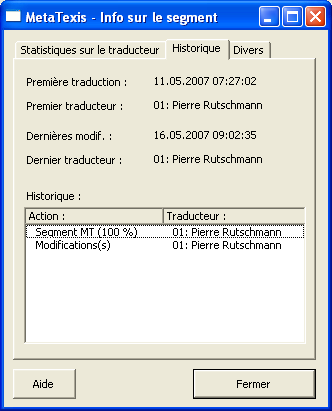 MetaTexis - Info sur le segment
Statistiques sur le traducteur Historique Divers
Première traduction : 11.05.2007 07:27:02
Premier traducteur : 01: Pierre Rutschmann
Dernières modif. : 16.05.2007 09:02:35
Dernier traducteur : 01: Pierre Rutschmann
Historique :
Action : Traducteur :
Segment MT (100 %) 01: Pierre Rutschmann
Modifications(s) 01: Pierre Rutschmann
Aide Fermer